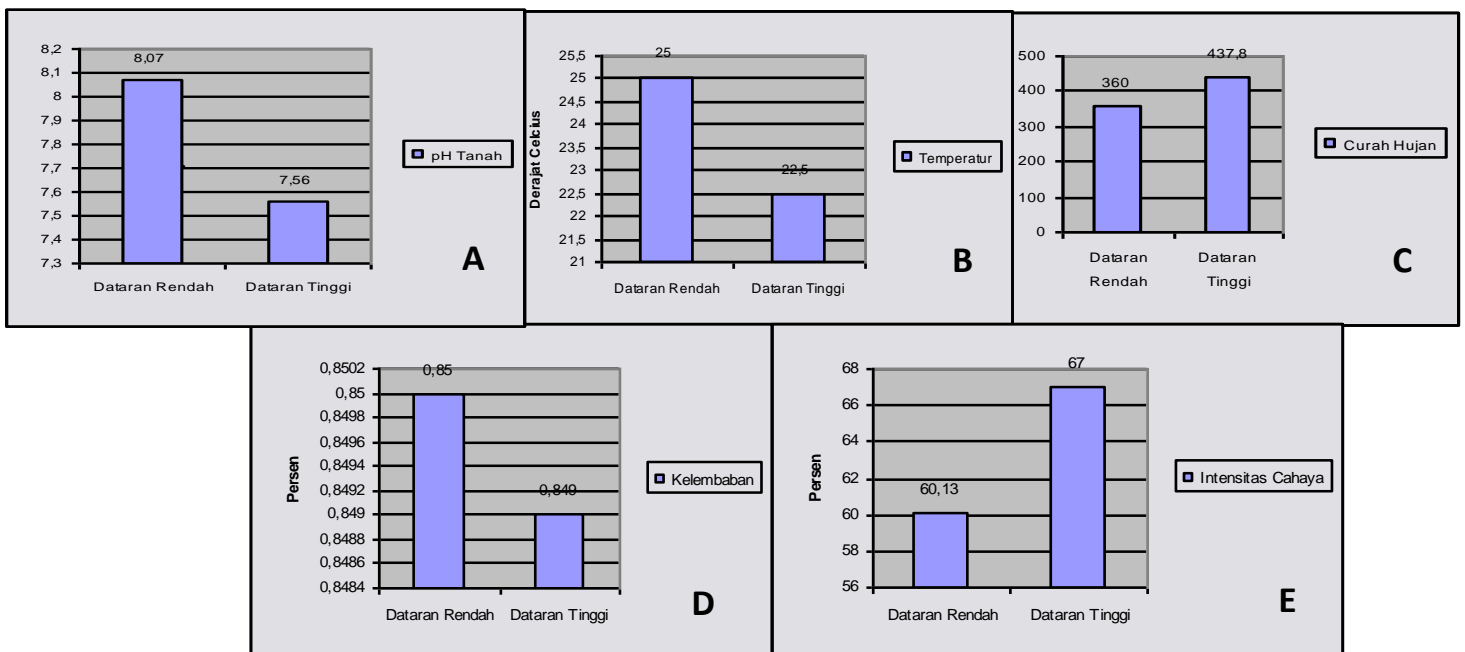 8,2
8,1
8
7,9
7,8
7,7
7,6
7,5
7,4
7,3
8,07
7,56
Dataran Rendah Dataran Tinggi
pH Tanah
A
Derajat Celcius
25,5
25
24,5
24
23,5
23
22,5
22
21,5
21
25
22,5
Dataran Rendah Dataran Tinggi
Temperatur
B
500
400
300
200
100
0
360
437,8
Dataran
Rendah
Dataran
Tinggi
Curah Hujan
C
Persen
0,8502
0,85
0,8498
0,8496
0,8494
0,8492
0,849
0,8488
0,8486
0,8484
0,85
0,849
Dataran Rendah Dataran Tinggi
Kelembaban
D
Persen
68
66
64
62
60
58
56
60,13
67
Dataran Rendah Dataran Tinggi
Intensitas Cahaya
E